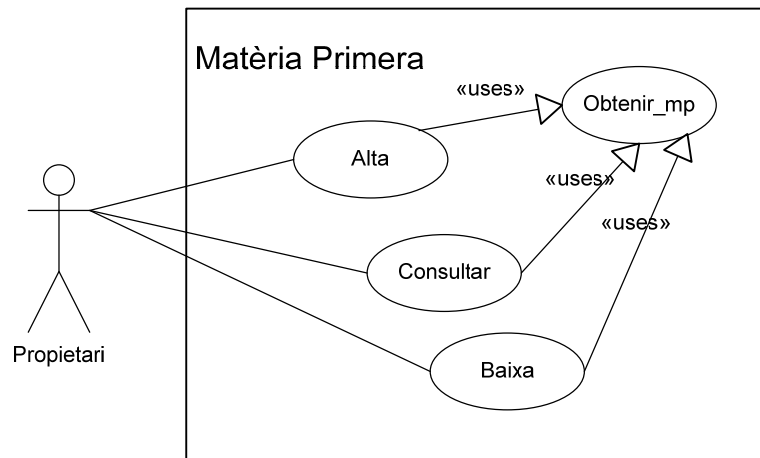 Matèria Primera
«uses»
Obtenir_mp
Alta
«uses»
«uses»
Consultar
Propietari
Baixa